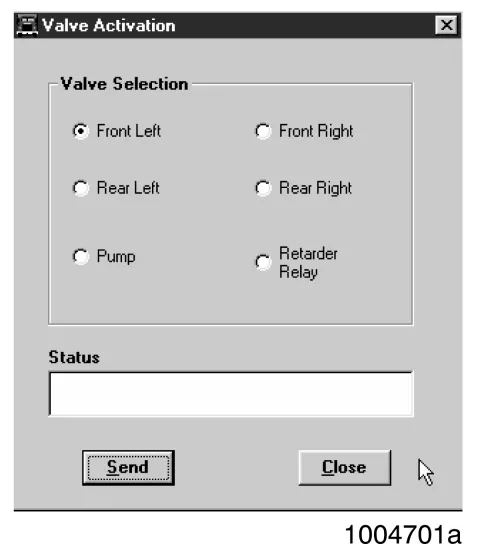 Valve Activation
Valve Selection
Front Left
Front Right
Rear Left
Rear Right
Pump
Retarder
Relay
Status
Send
Close
1004701a